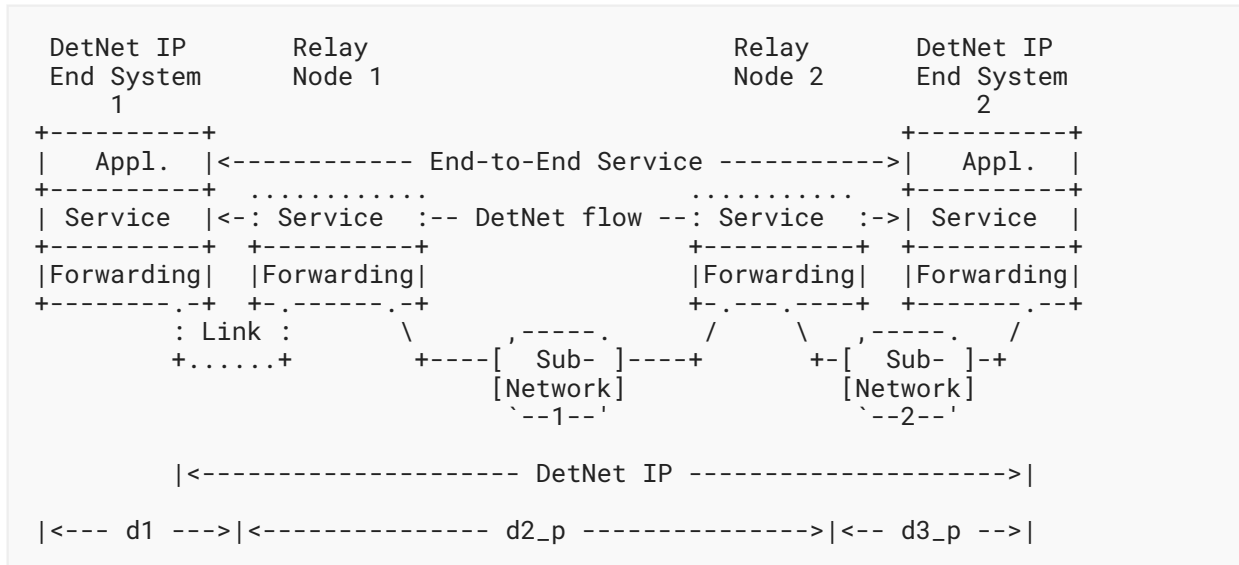 DetNet IP       Relay                        Relay       DetNet IP
 End System      Node 1                       Node 2      End System
     1                                                        2
+----------+                                             +----------+
|   Appl.  |<------------ End-to-End Service ----------->|   Appl.  |
+----------+  ............                 ...........   +----------+
| Service  |<-: Service  :-- DetNet flow --: Service  :->| Service  |
+----------+  +----------+                 +----------+  +----------+
|Forwarding|  |Forwarding|                 |Forwarding|  |Forwarding|
+--------.-+  +-.------.-+                 +-.---.----+  +-------.--+
         : Link :       \      ,-----.      /     \   ,-----.   /
         +......+        +----[  Sub- ]----+       +-[  Sub- ]-+
                              [Network]              [Network]
                               `--1--'                `--2--'

         |<--------------------- DetNet IP --------------------->|

|<--- d1 --->|<--------------- d2_p --------------->|<-- d3_p -->|